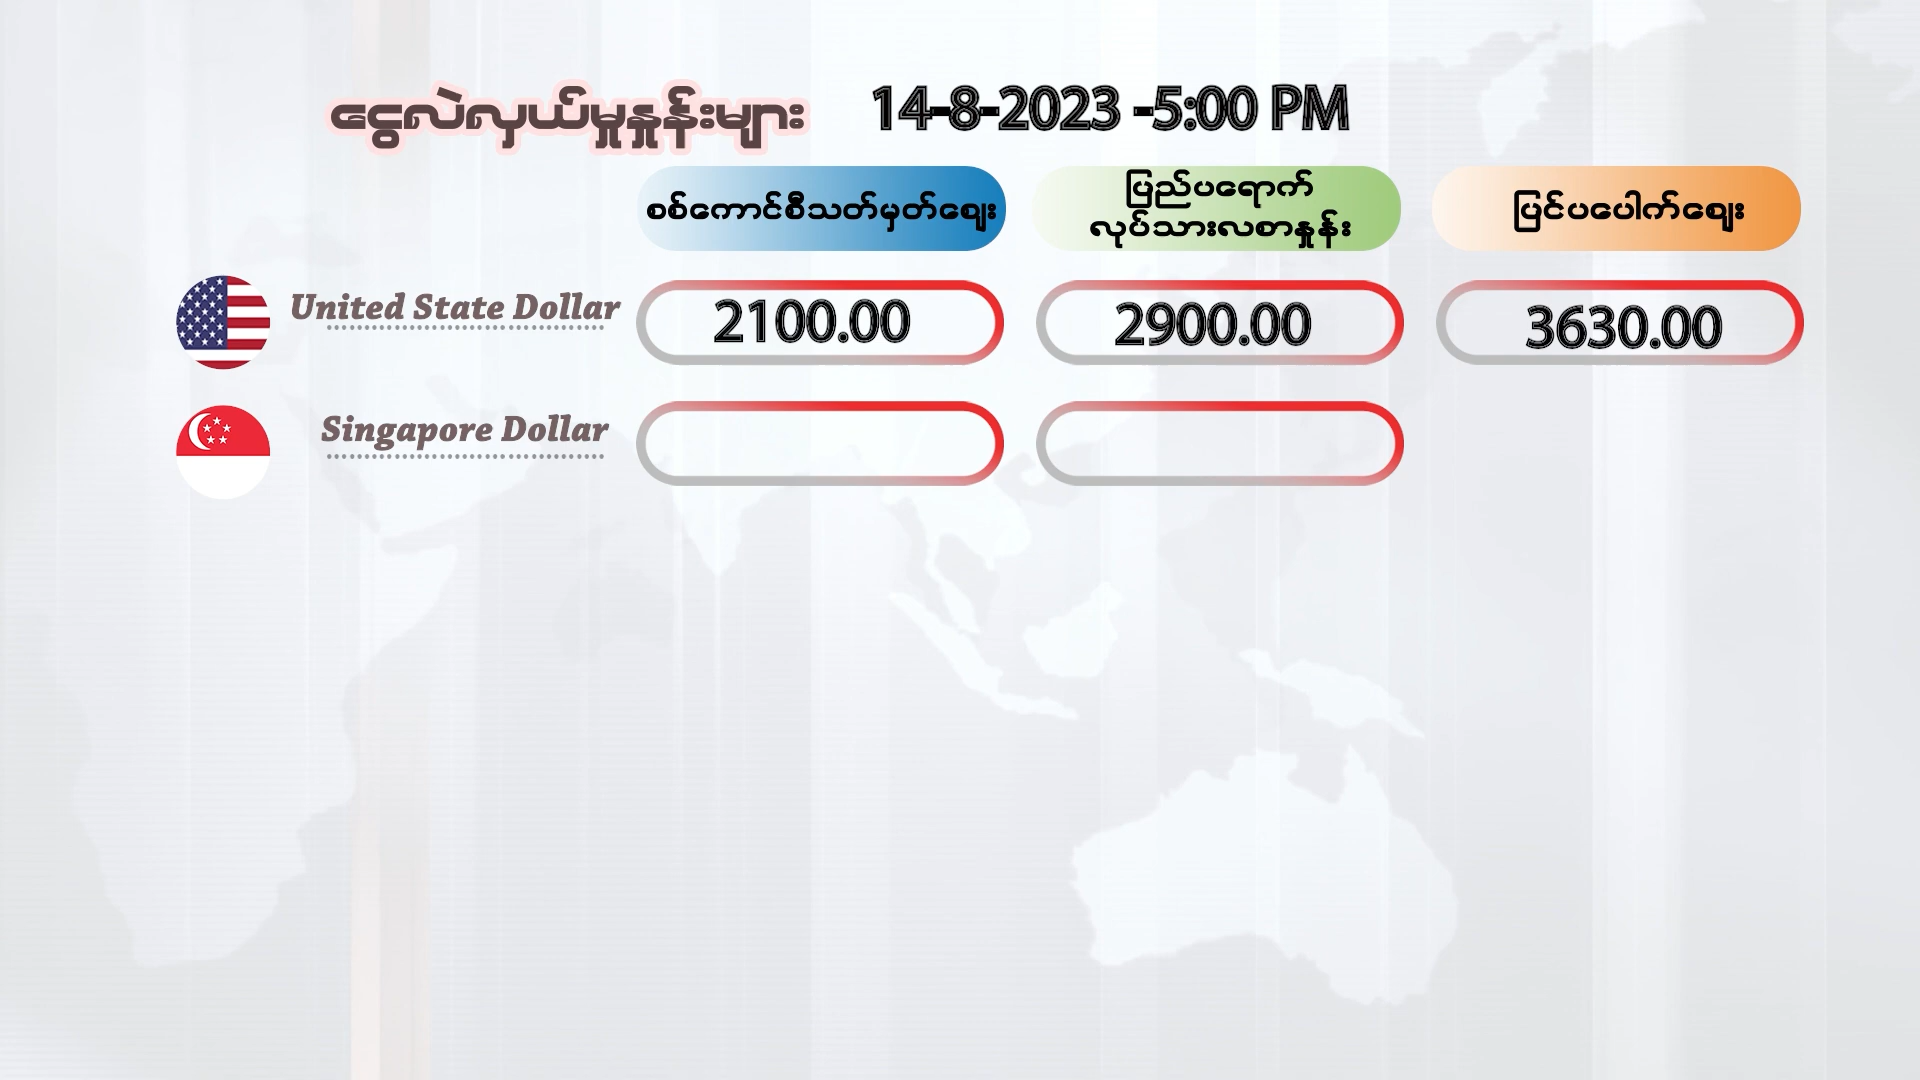 ငွေလဲလှယ်မှုနှုန်းများ 14-8-2023 -5:00 PM
စစ်ကောင်စီသတ်မှတ်ဈေး
ပြည်ပရောက်
လုပ်သားလစာနှုန်း
ပြင်ပပေါက်ဈေး
United State Dollar 2100.00 2900.00 3630.00
Singapore Dollar